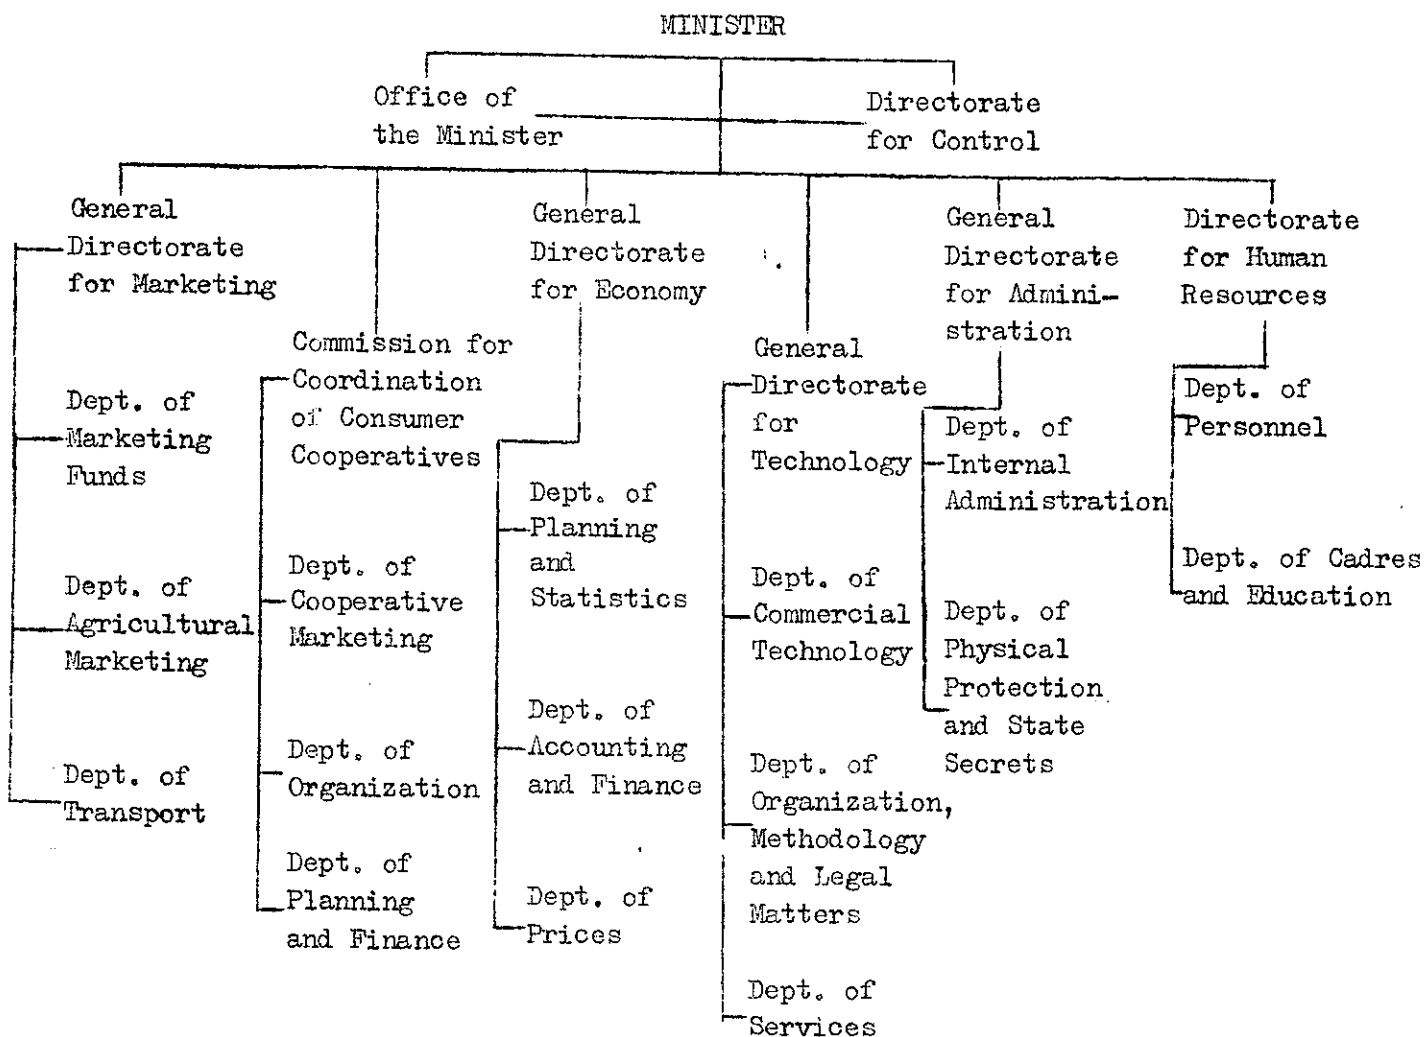 MINISTER
Office of
the Minister
Directorate
for Control
General
Directorate
for Marketing
Dept. of
Marketing
Funds
Dept. of
Agricultural
Marketing
Dept. of
Transport
Commission for
Coordination
of Consumer
Cooperatives
Dept. of
Cooperative
Marketing
Dept. of
Organization
Dept. of
Planning
and Finance
General
Directorate
for Economy
Dept. of
Planning
and
Statistics
Dept. of
Accounting
and Finance
Dept. of
Prices
General
Directorate
for
Technology
Dept. of
Commercial
Technology
Dept. of
Organization,
Methodology
and Legal
Matters
Dept. of
Services
General
Directorate
for Admini-
stration
Dept. of
Internal
Administration
Dept. of
Physical
Protection
and State
Secrets
Directorate
for Human
Resources
Dept. of
Personnel
Dept. of Cadres
and Education